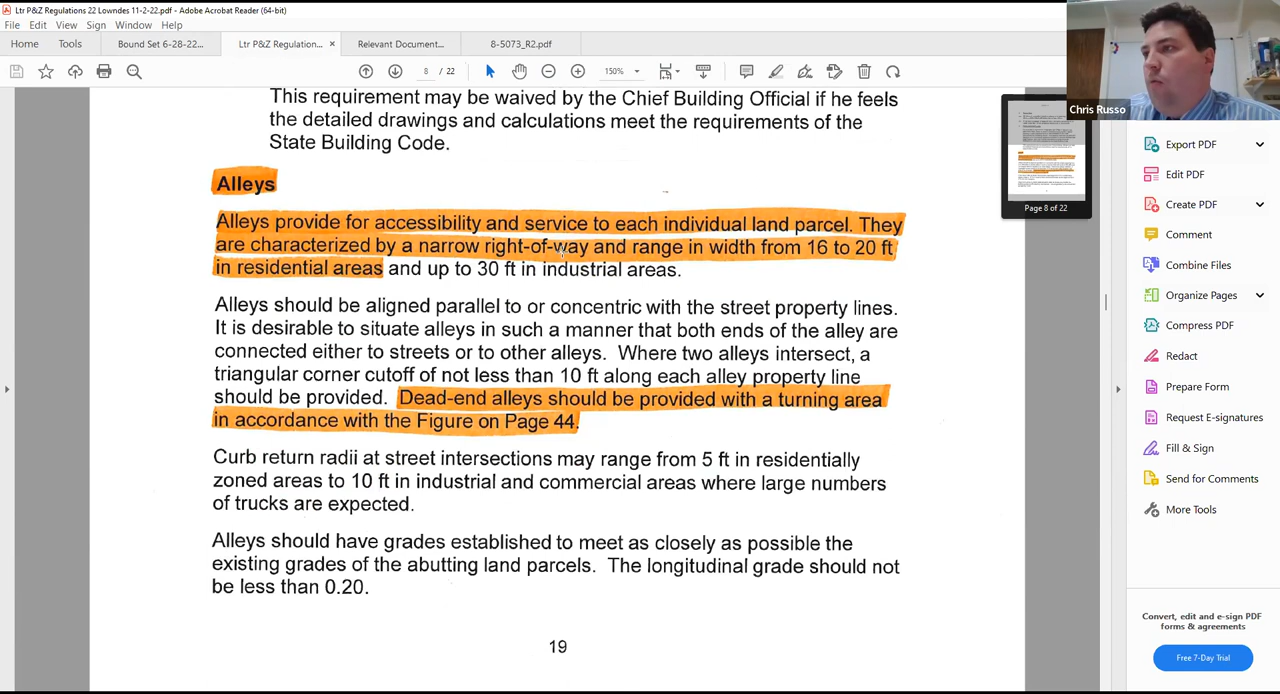 Ltr P&Z Regulations 22 Lowndes 11-2-22.pdf - Adobe Acrobat Reader (64-bit)
File Edit View Sign Window Help
Home Tools Bound Set 6-28-22... Ltr P&Z Regulation... × Relevant Document... 8-5073_R2.pdf
8 / 22 150%
Chris Russo
This requirement may be waived by the Chief Building Official if he feels
the detailed drawings and calculations meet the requirements of the
State Building Code.
Alleys
Alleys provide for accessibility and service to each individual land parcel. They
are characterized by a narrow right-of-way and range in width from 16 to 20 ft
in residential areas and up to 30 ft in industrial areas.
Alleys should be aligned parallel to or concentric with the street property lines.
It is desirable to situate alleys in such a manner that both ends of the alley are
connected either to streets or to other alleys. Where two alleys intersect, a
triangular corner cutoff of not less than 10 ft along each alley property line
should be provided. Dead-end alleys should be provided with a turning area
in accordance with the Figure on Page 44.
Curb return radii at street intersections may range from 5 ft in residentially
zoned areas to 10 ft in industrial and commercial areas where large numbers
of trucks are expected.
Alleys should have grades established to meet as closely as possible the
existing grades of the abutting land parcels. The longitudinal grade should not
be less than 0.20.
19
Page 8 of 22
Export PDF
Edit PDF
Create PDF
Comment
Combine Files
Organize Pages
Compress PDF
Redact
Prepare Form
Request E-signatures
Fill & Sign
Send for Comments
More Tools
Convert, edit and e-sign PDF
forms & agreements
Free 7-Day Trial